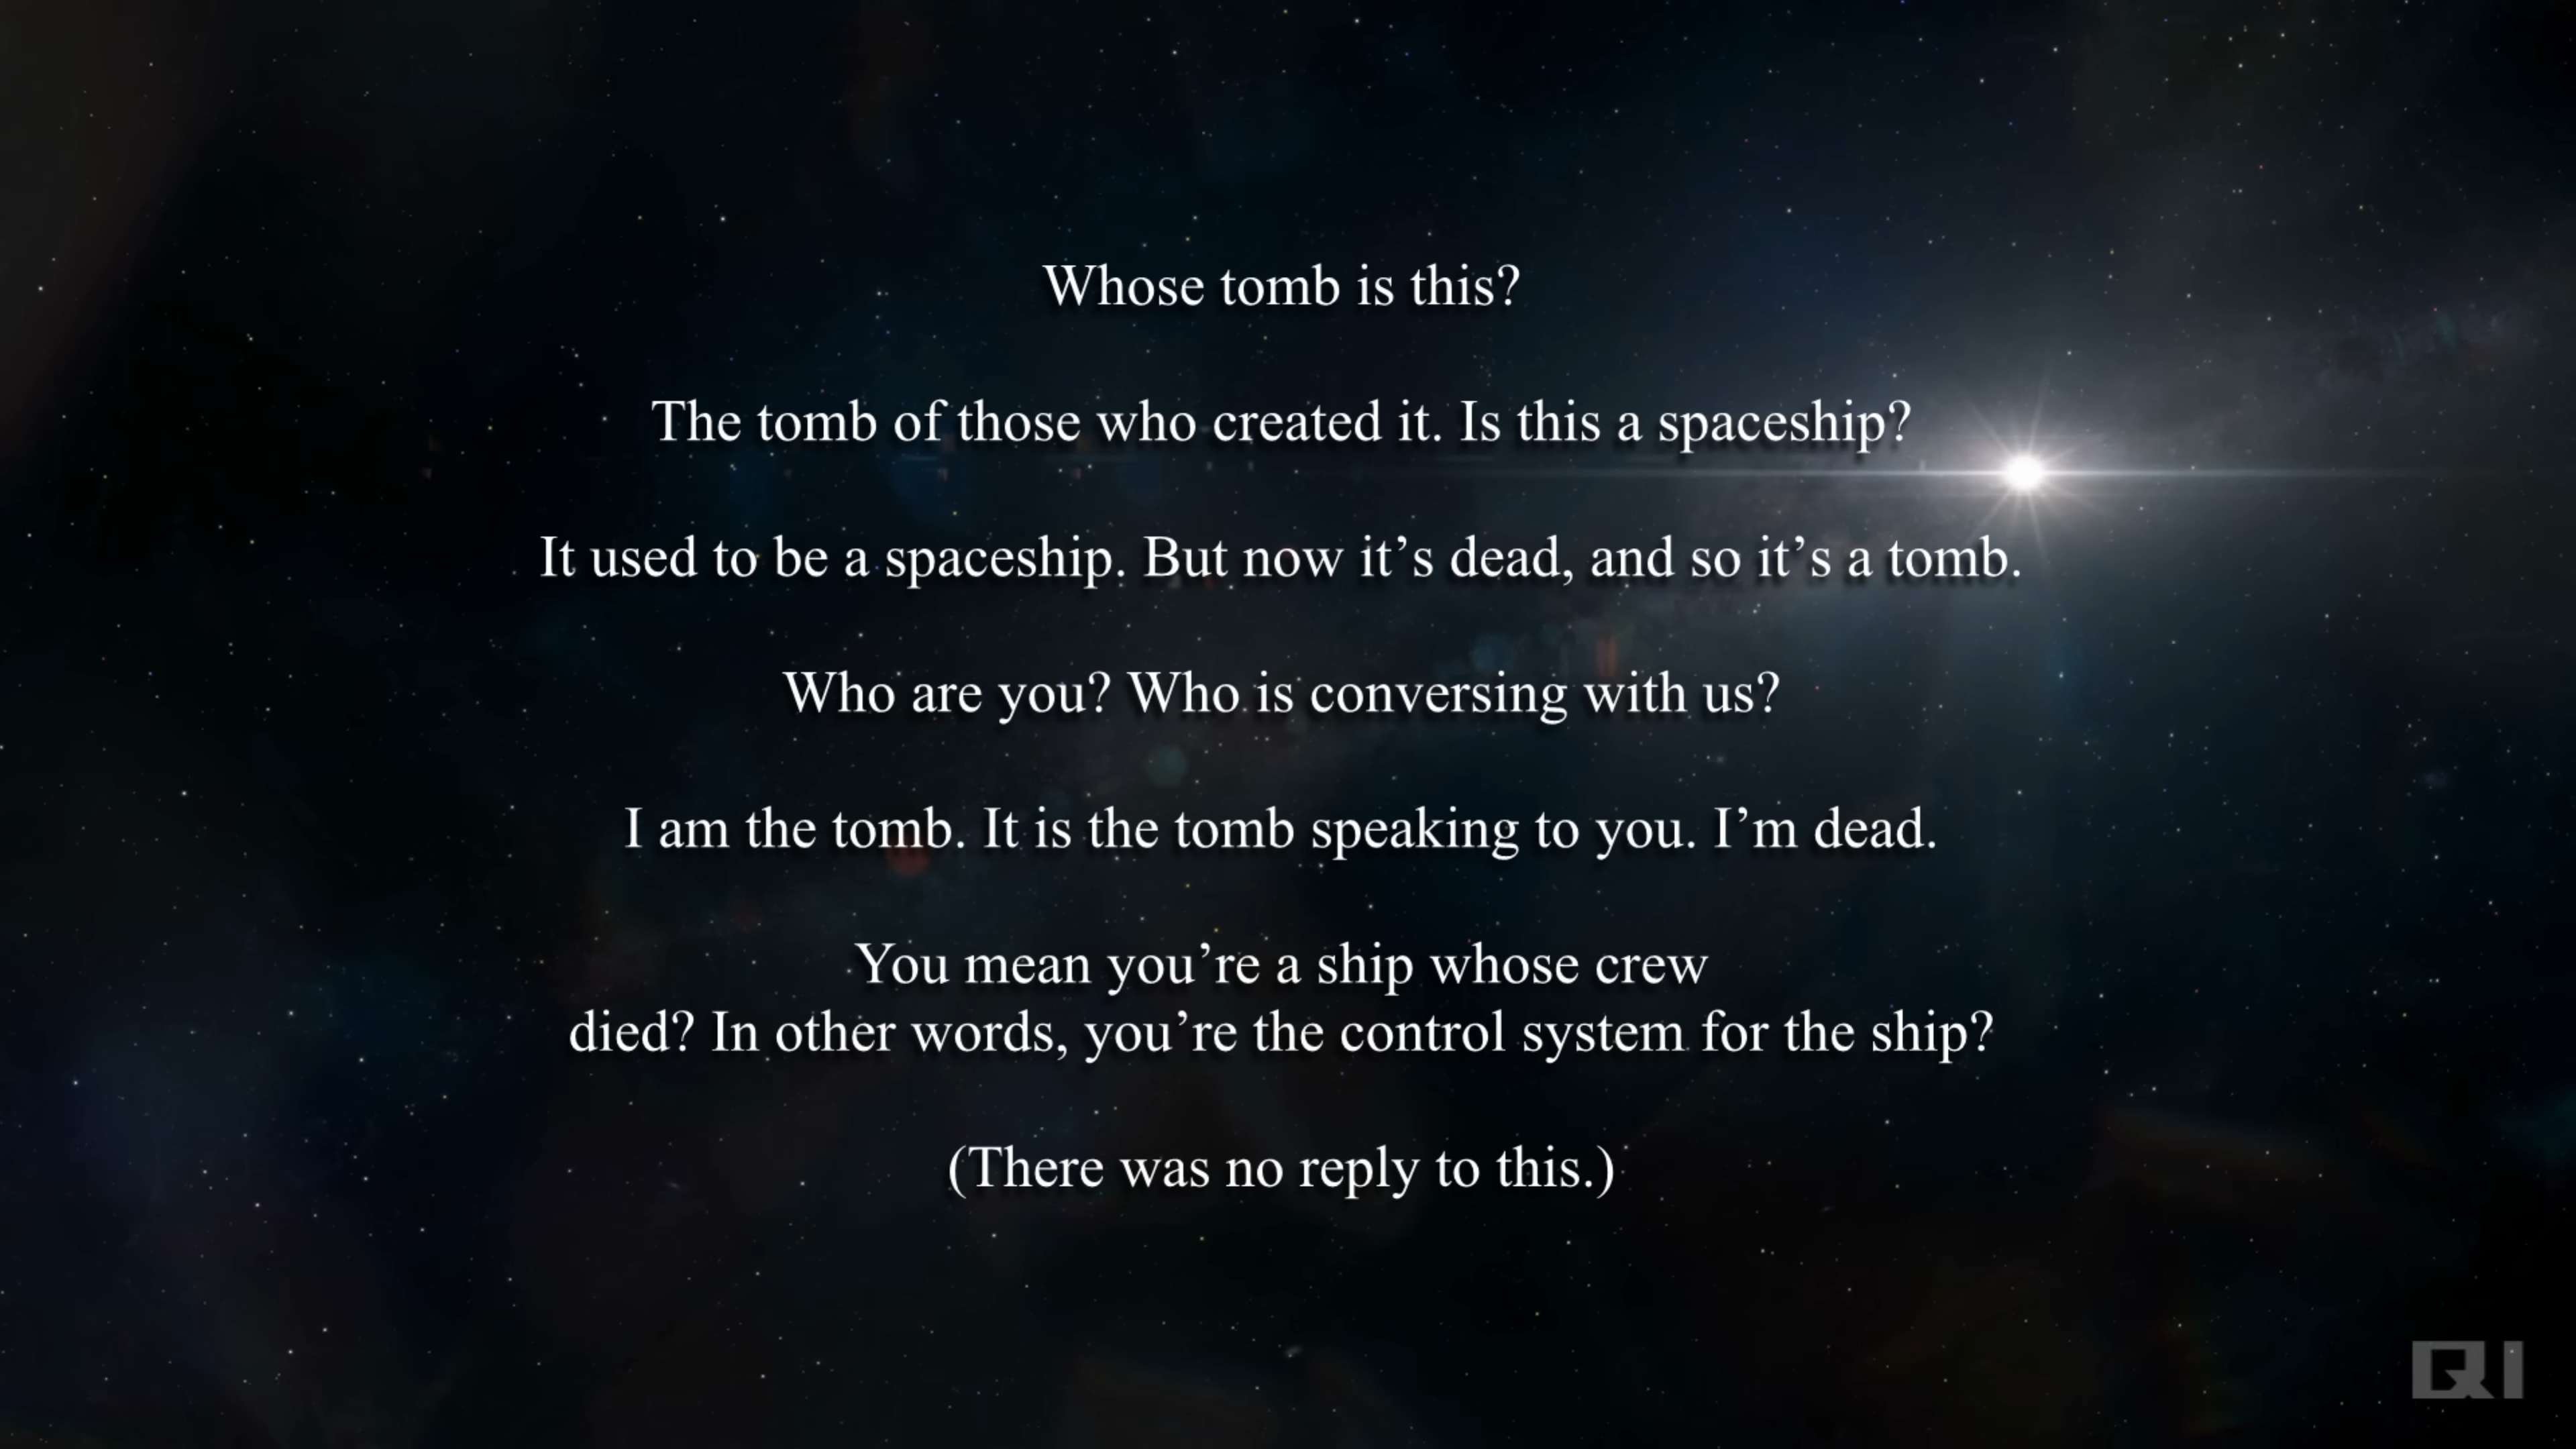 Whose tomb is this?
The tomb of those who created it. Is this a spaceship?
It used to be a spaceship. But now it’s dead, and so it’s a tomb.
Who are you? Who is conversing with us?
I am the tomb. It is the tomb speaking to you. I’m dead.
You mean you’re a ship whose crew
died? In other words, you’re the control system for the ship?
(There was no reply to this.)
QI